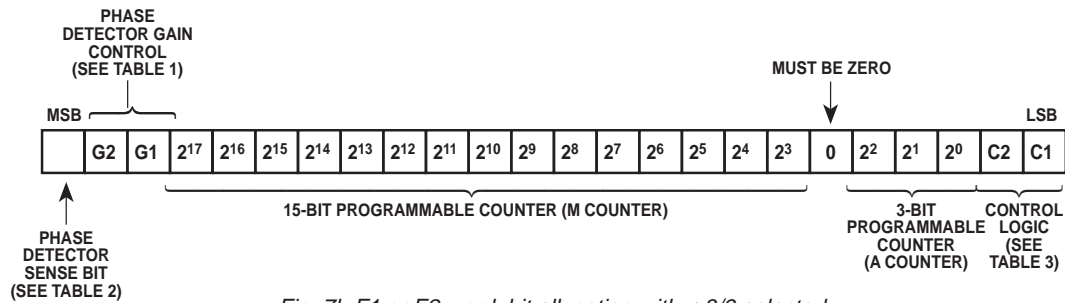 PHASE
DETECTOR GAIN
CONTROL
(SEE TABLE 1)
MUST BE ZERO
MSB
LSB
G2 G1 2¹⁷ 2¹⁶ 2¹⁵ 2¹⁴ 2¹³ 2¹² 2¹¹ 2¹⁰ 2⁹ 2⁸ 2⁷ 2⁶ 2⁵ 2⁴ 2³ 0 2² 2¹ 2⁰ C2 C1
15-BIT PROGRAMMABLE COUNTER (M COUNTER)
3-BIT
PROGRAMMABLE
COUNTER
(A COUNTER)
CONTROL
LOGIC
(SEE
TABLE 3)
PHASE
DETECTOR
SENSE BIT
(SEE TABLE 2)